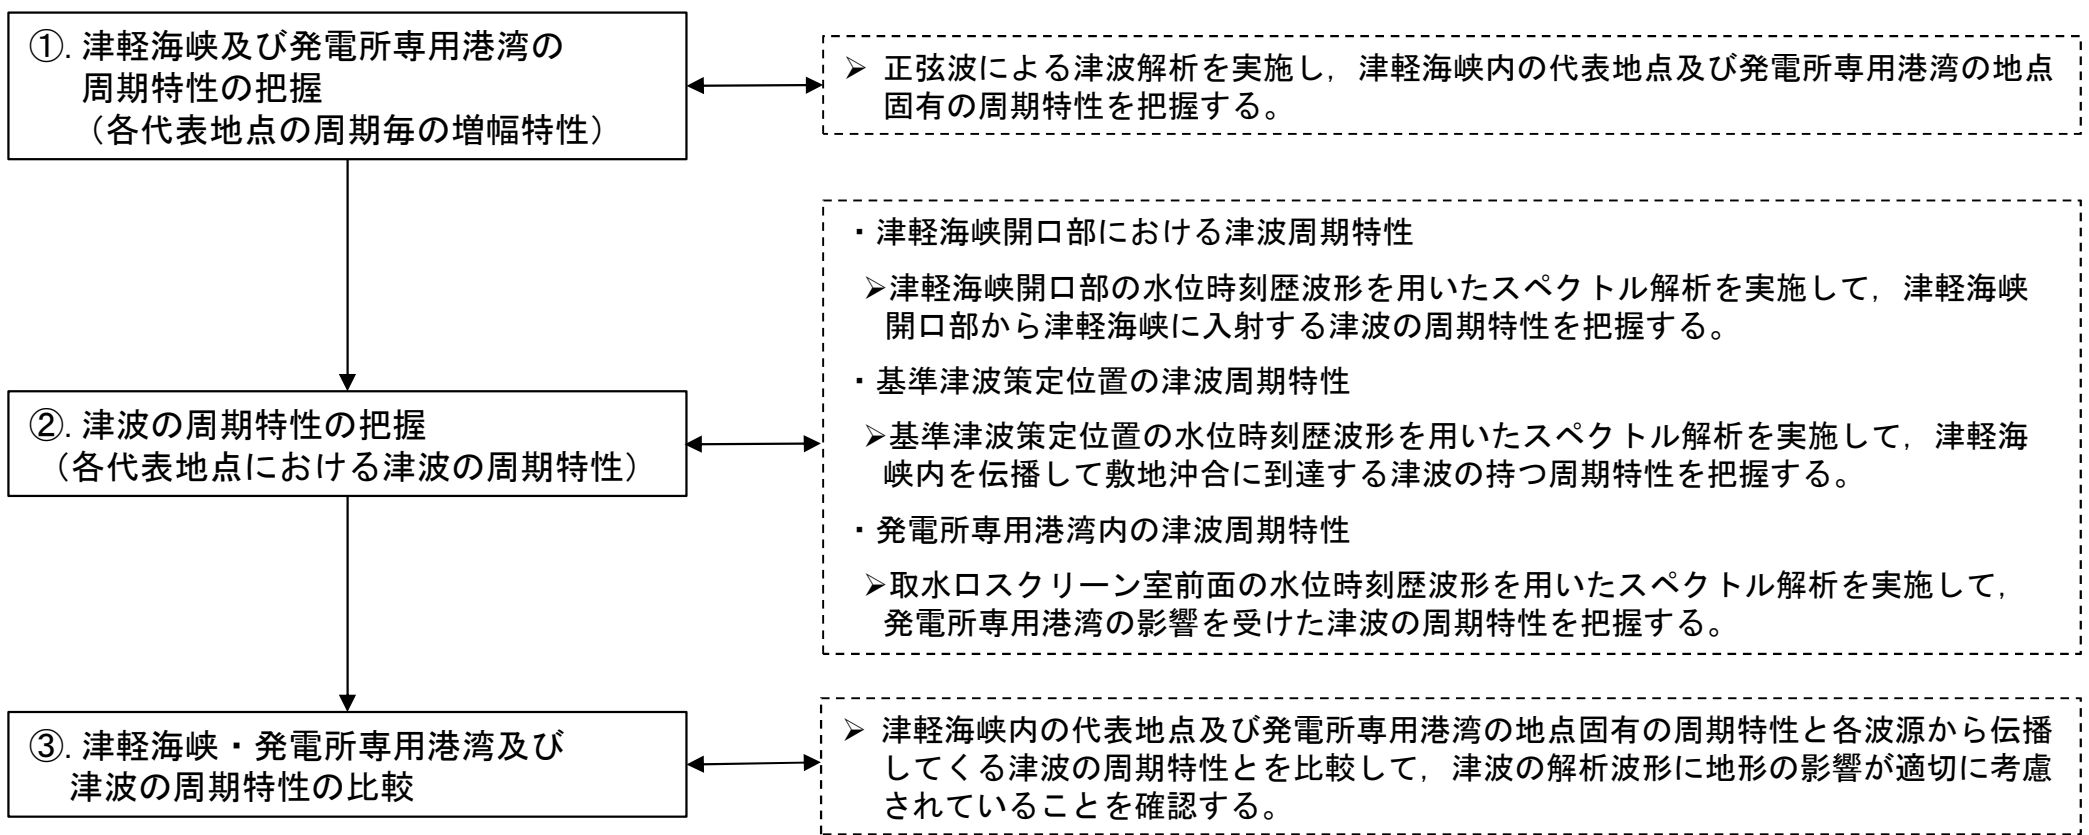 ①. 津軽海峡及び発電所専用港湾の
周期特性の把握
（各代表地点の周期毎の増幅特性）
➢ 正弦波による津波解析を実施し，津軽海峡内の代表地点及び発電所専用港湾の地点
固有の周期特性を把握する。
②. 津波の周期特性の把握
（各代表地点における津波の周期特性）
・津軽海峡開口部における津波周期特性
➢津軽海峡開口部の水位時刻歴波形を用いたスペクトル解析を実施して，津軽海峡
開口部から津軽海峡に入射する津波の周期特性を把握する。
・基準津波策定位置の津波周期特性
➢基準津波策定位置の水位時刻歴波形を用いたスペクトル解析を実施して，津軽海
峡内を伝播して敷地沖合に到達する津波の持つ周期特性を把握する。
・発電所専用港湾内の津波周期特性
➢取水口スクリーン室前面の水位時刻歴波形を用いたスペクトル解析を実施して，
発電所専用港湾の影響を受けた津波の周期特性を把握する。
③. 津軽海峡・発電所専用港湾及び
津波の周期特性の比較
➢ 津軽海峡内の代表地点及び発電所専用港湾の地点固有の周期特性と各波源から伝播
してくる津波の周期特性とを比較して，津波の解析波形に地形の影響が適切に考慮
されていることを確認する。